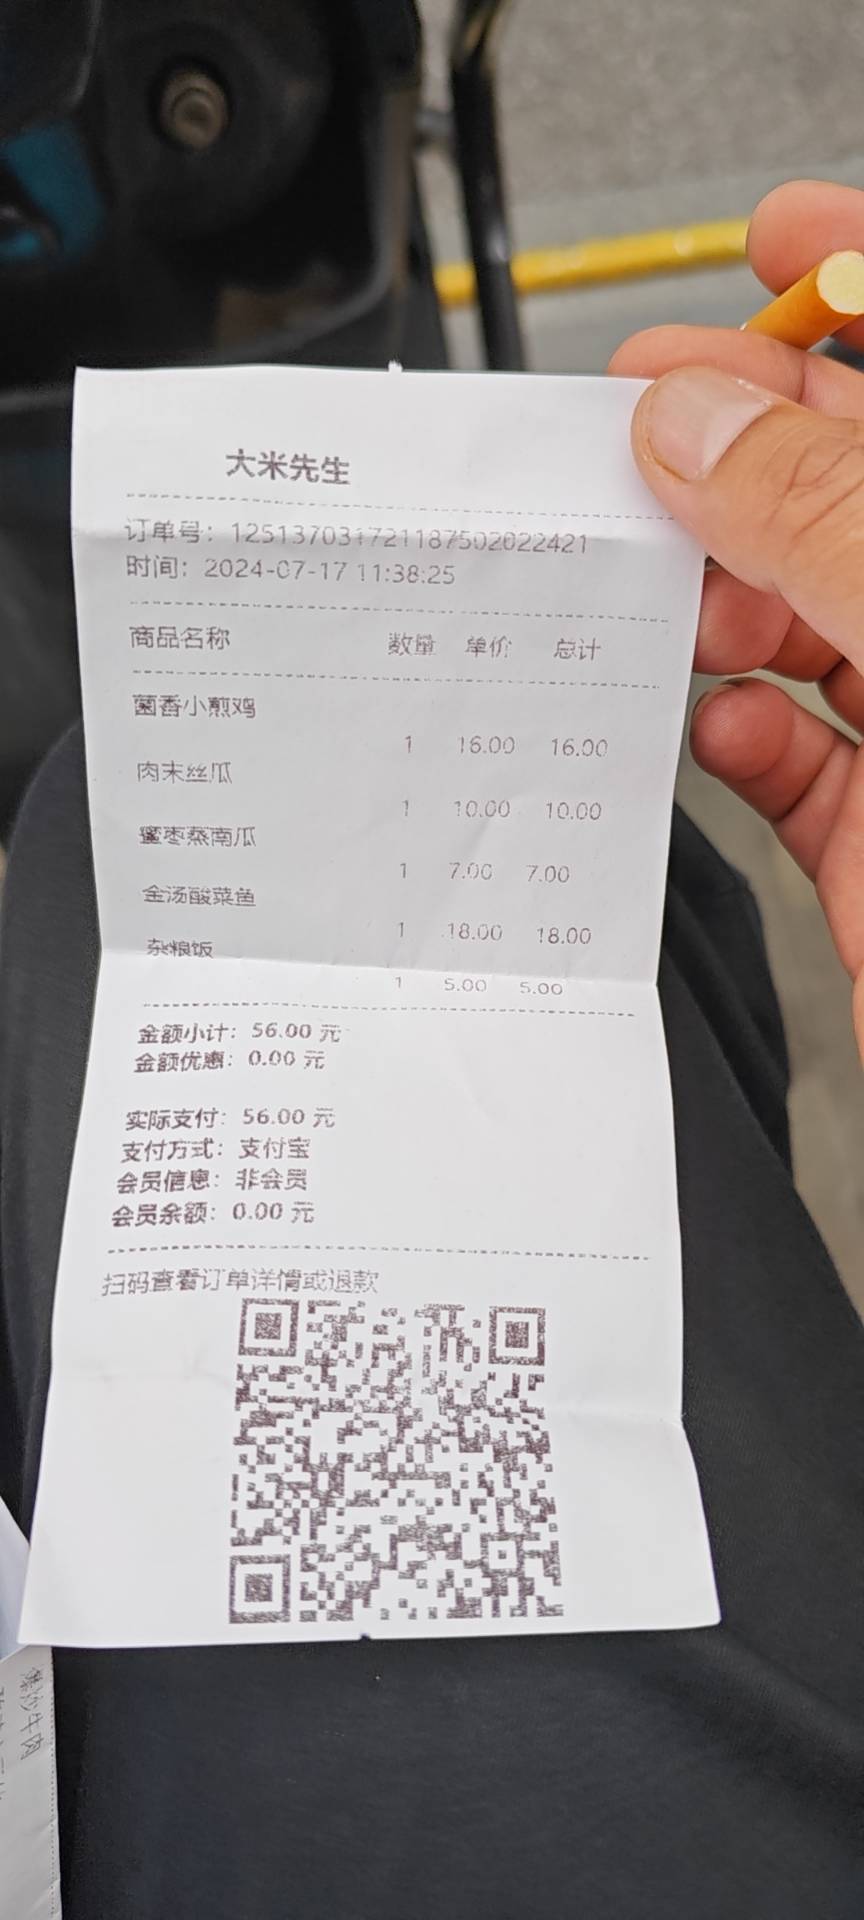 大米先生
订单号：125137031721187502022421
时间：2024-07-17 11:38:25
商品名称 数量 单价 总计
菌香小煎鸡
1 16.00 16.00
肉末丝瓜
1 10.00 10.00
蜜枣蒸南瓜
1 7.00 7.00
金汤酸菜鱼
1 18.00 18.00
杂粮饭
1 5.00 5.00
金额小计：56.00 元
金额优惠：0.00 元
实际支付：56.00 元
支付方式：支付宝
会员信息：非会员
会员余额：0.00 元
扫码查看订单详情或退款
牛肉